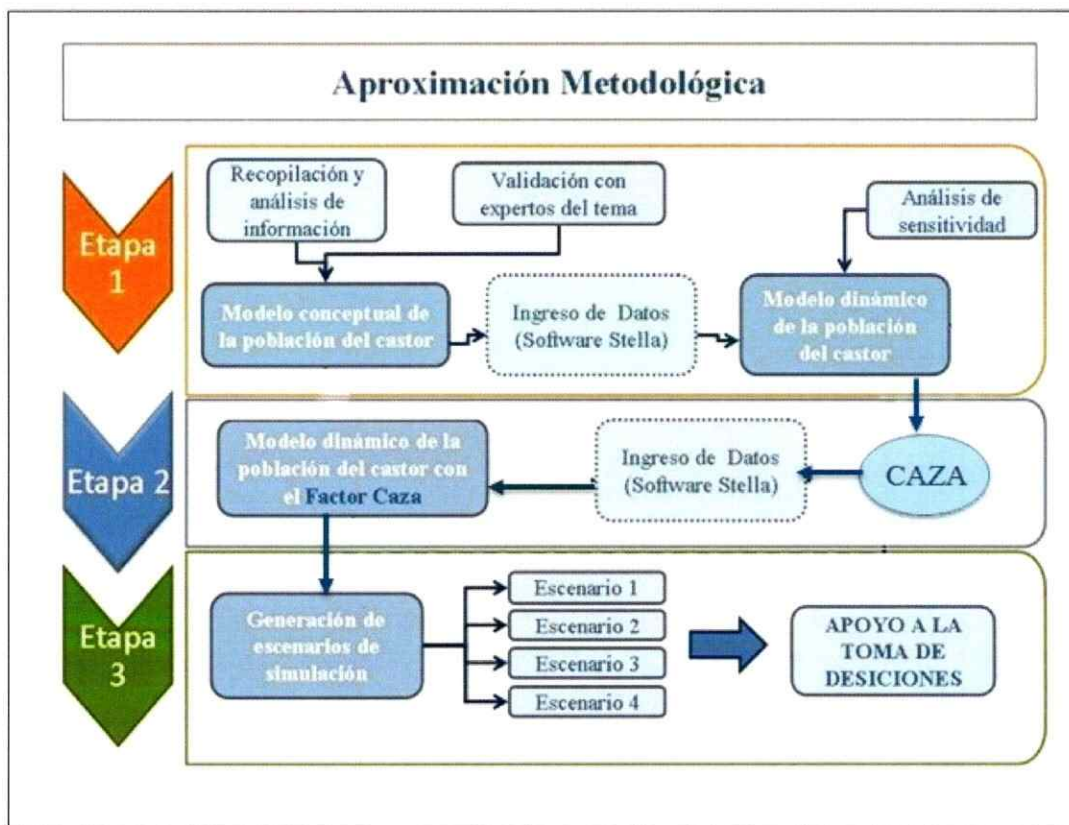 Aproximación Metodológica
Etapa
1
Recopilación y
análisis de
información
Validación con
expertos del tema
Análisis de
sensitividad
Modelo conceptual de
la población del castor
Ingreso de Datos
(Software Stella)
Modelo dinámico
de la población
del castor
Etapa 2
Modelo dinámico de la
población del castor con
el Factor Caza
Ingreso de Datos
(Software Stella)
CAZA
Etapa
3
Generación de
escenarios de
simulación
Escenario 1
Escenario 2
Escenario 3
Escenario 4
APOYO A LA
TOMA DE
DESICIONES